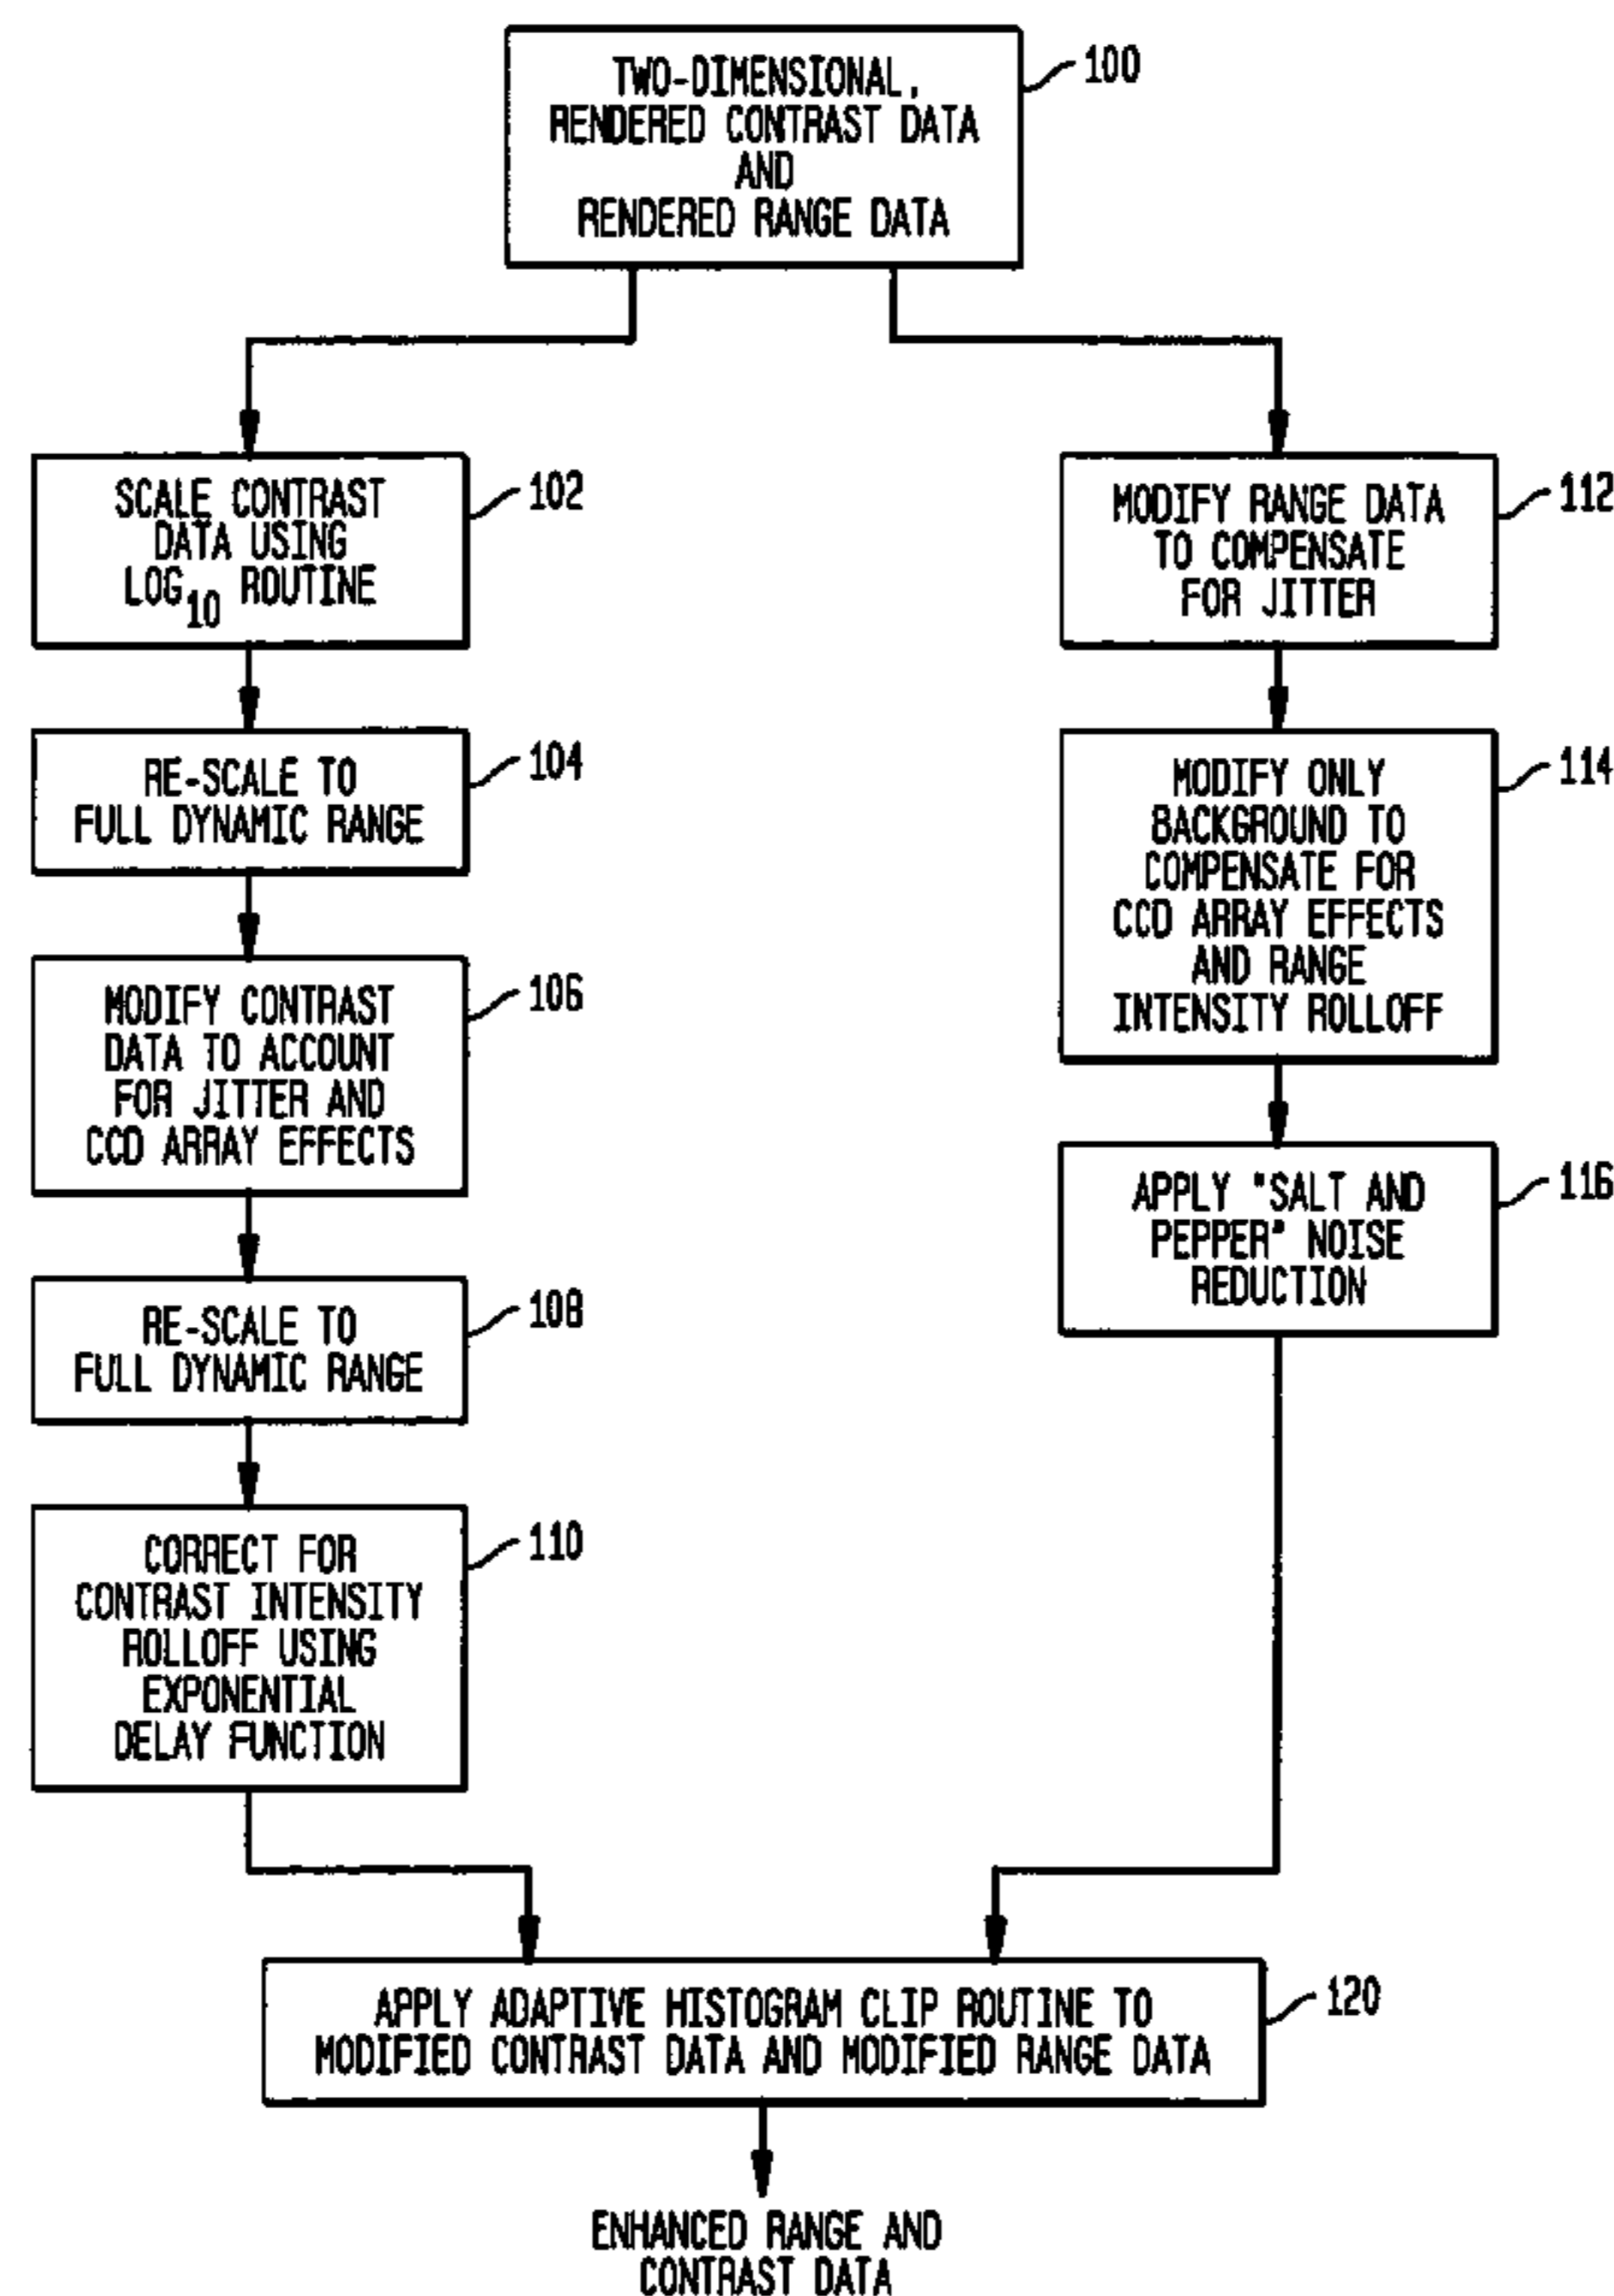 TWO-DIMENSIONAL,
RENDERED CONTRAST DATA
AND
RENDERED RANGE DATA
100
SCALE CONTRAST
DATA USING
LOG10 ROUTINE
102
RE-SCALE TO
FULL DYNAMIC RANGE
104
MODIFY CONTRAST
DATA TO ACCOUNT
FOR JITTER AND
CCD ARRAY EFFECTS
106
RE-SCALE TO
FULL DYNAMIC RANGE
108
CORRECT FOR
CONTRAST INTENSITY
ROLLOFF USING
EXPONENTIAL
DELAY FUNCTION
110
MODIFY RANGE DATA
TO COMPENSATE
FOR JITTER
112
MODIFY ONLY
BACKGROUND TO
COMPENSATE FOR
CCD ARRAY EFFECTS
AND RANGE
INTENSITY ROLLOFF
114
APPLY "SALT AND
PEPPER" NOISE
REDUCTION
116
APPLY ADAPTIVE HISTOGRAM CLIP ROUTINE TO
MODIFIED CONTRAST DATA AND MODIFIED RANGE DATA
120
ENHANCED RANGE AND
CONTRAST DATA